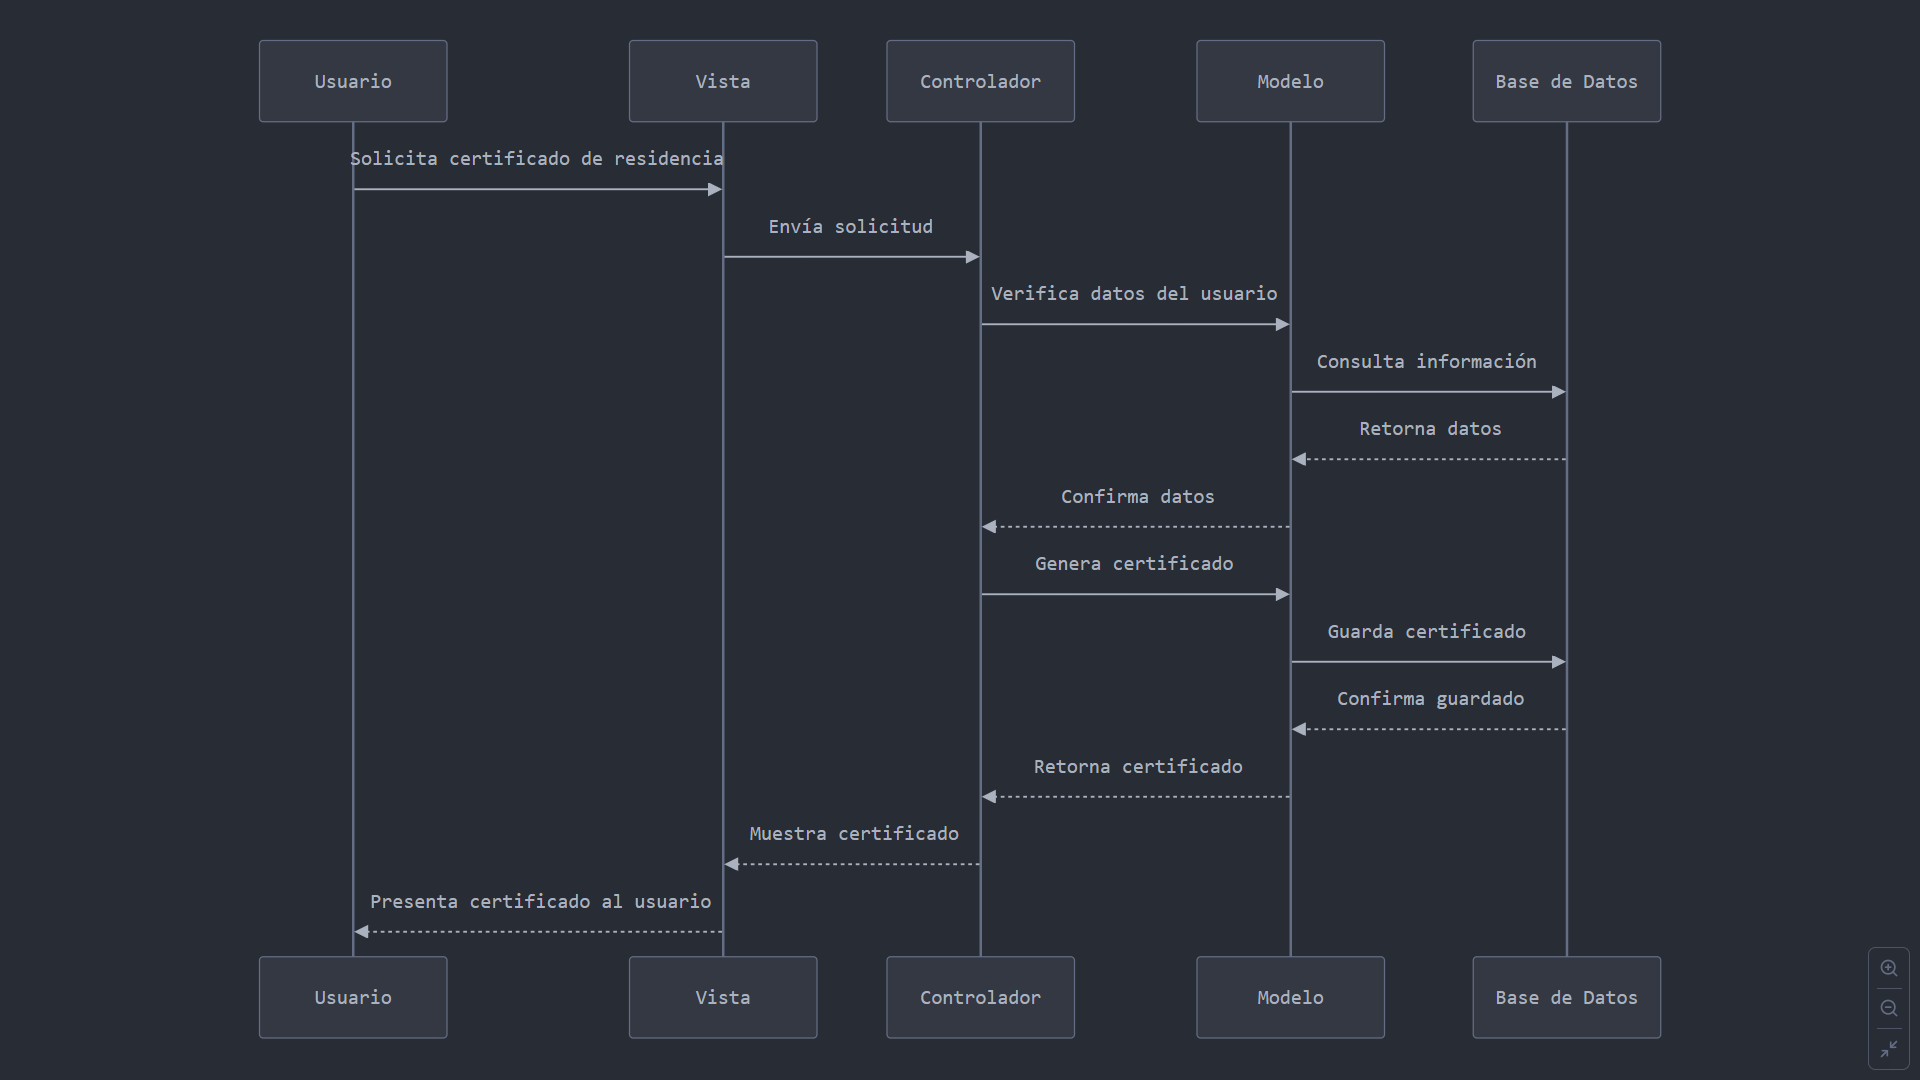 Usuario
Vista
Controlador
Modelo
Base de Datos
Solicita certificado de residencia
Envía solicitud
Verifica datos del usuario
Consulta información
Retorna datos
Confirma datos
Genera certificado
Guarda certificado
Confirma guardado
Retorna certificado
Muestra certificado
Presenta certificado al usuario
Usuario
Vista
Controlador
Modelo
Base de Datos